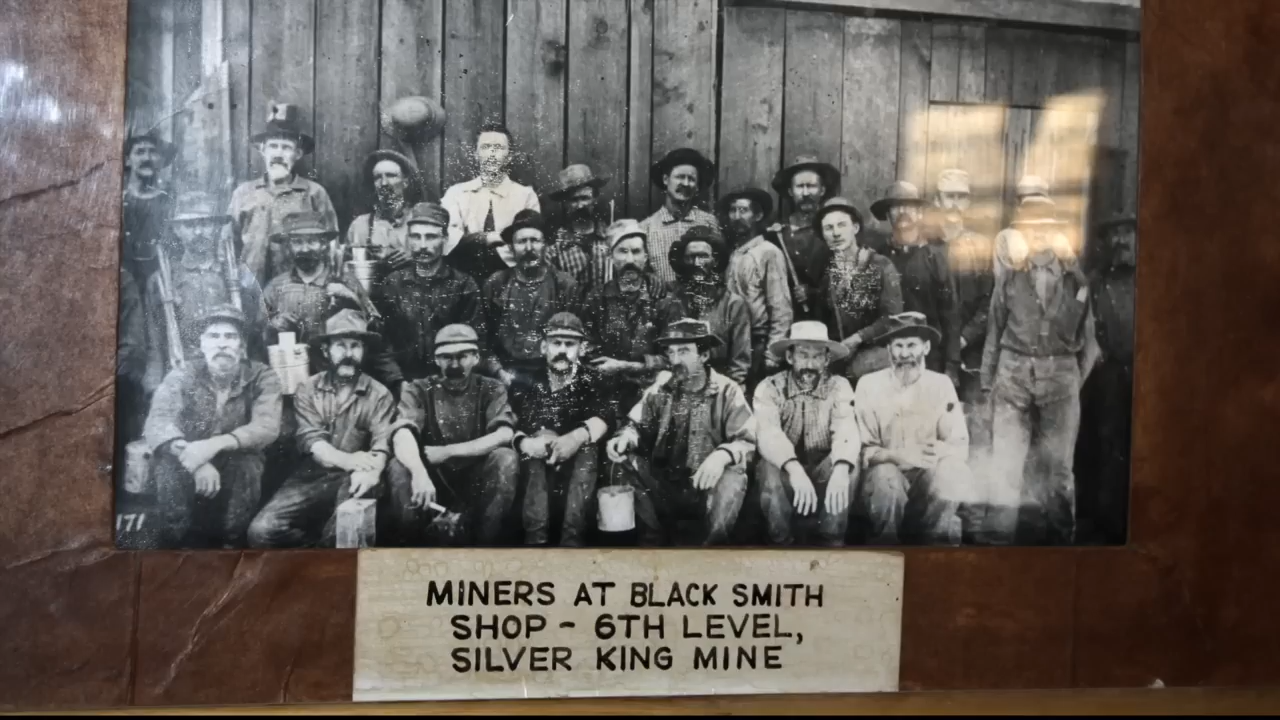 171
MINERS AT BLACK SMITH
SHOP - 6TH LEVEL,
SILVER KING MINE